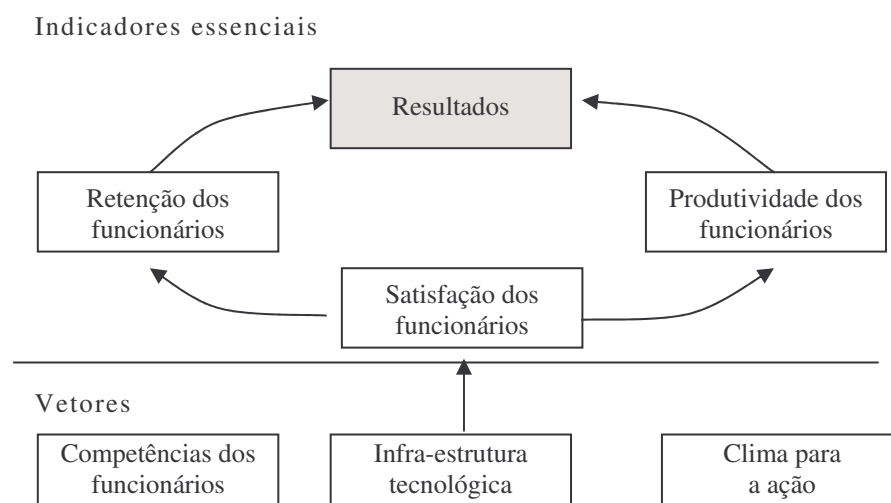 Indicadores essenciais
Resultados
Retenção dos
funcionários
Produtividade dos
funcionários
Satisfação dos
funcionários
Vetores
Competências dos
funcionários
Infra-estrutura
tecnológica
Clima para
a ação